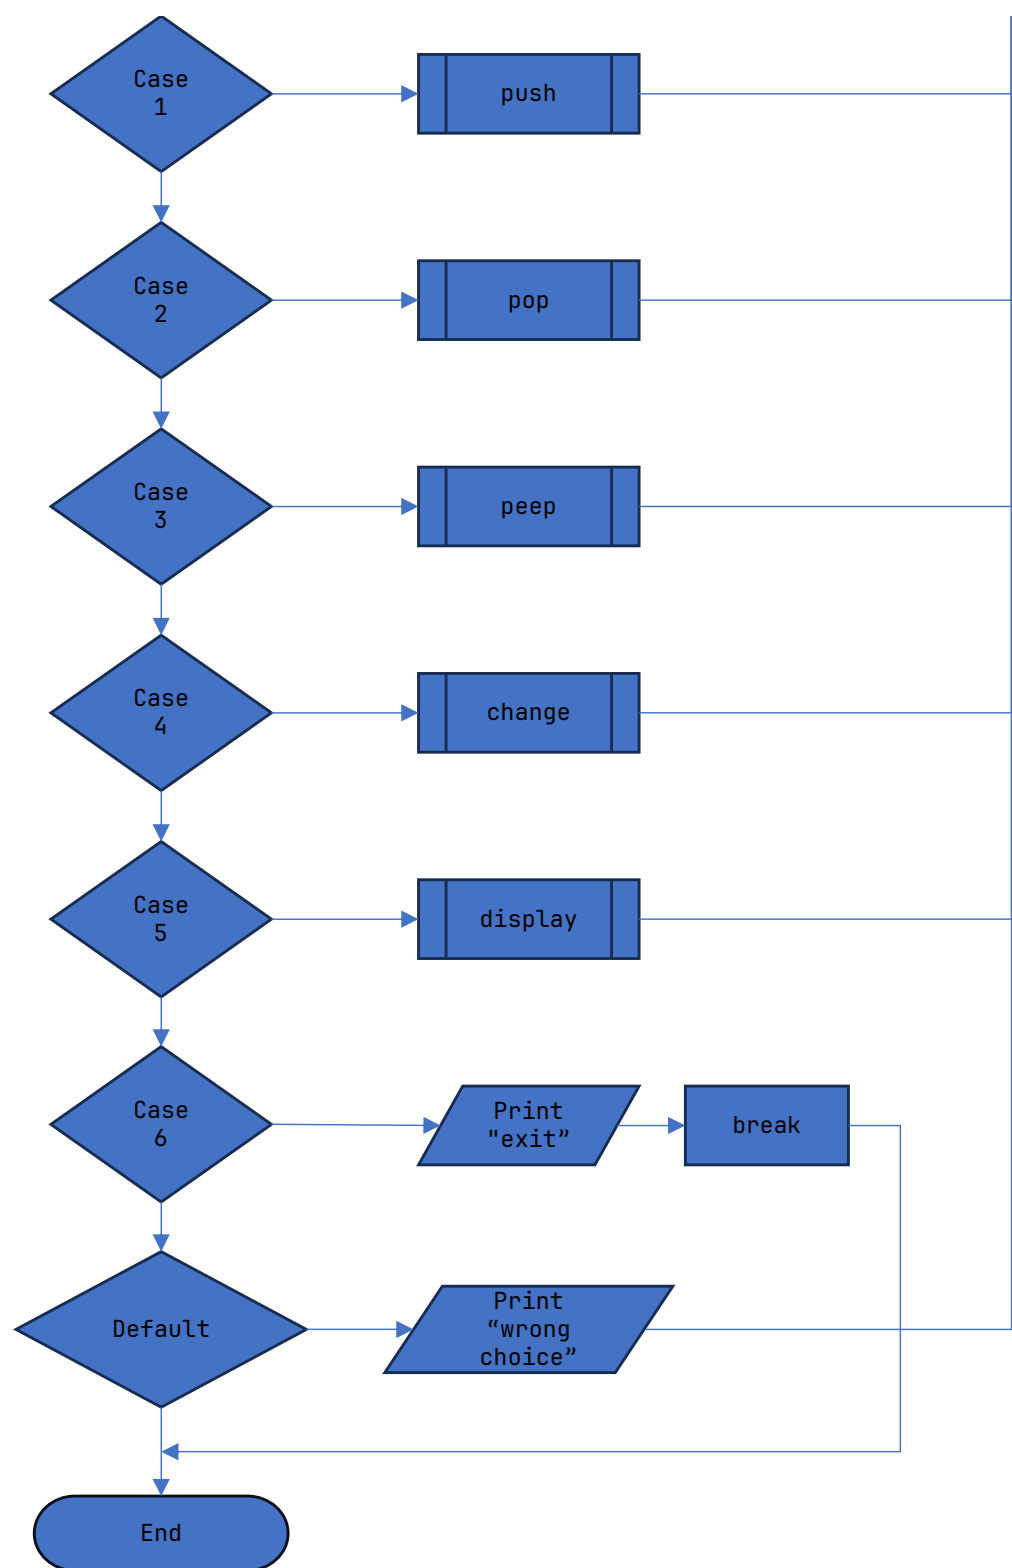 Case
1
push
Case
2
pop
Case
3
peep
Case
4
change
Case
5
display
Case
6
Print
"exit”
break
Default
Print
“wrong
choice”
End